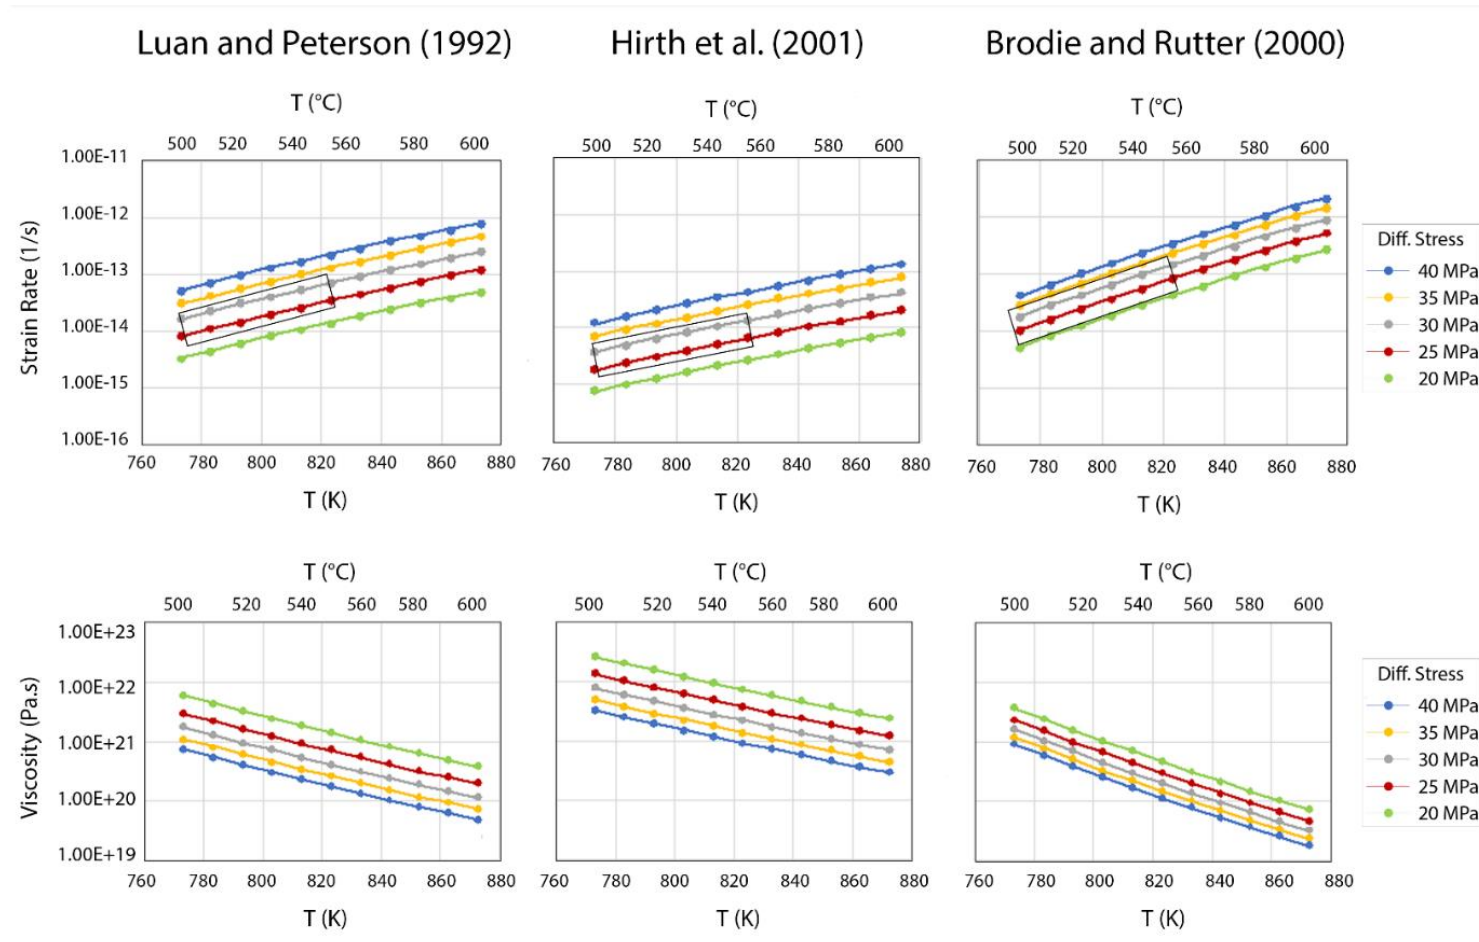 Luan and Peterson (1992)
Hirth et al. (2001)
Brodie and Rutter (2000)
T (°C)
T (°C)
T (°C)
500 520 540 560 580 600
500 520 540 560 580 600
500 520 540 560 580 600
Strain Rate (1/s)
1.00E-11
1.00E-12
1.00E-13
1.00E-14
1.00E-15
1.00E-16
760 780 800 820 840 860 880
760 780 800 820 840 860 880
760 780 800 820 840 860 880
T (K)
T (K)
T (K)
Diff. Stress
40 MPa
35 MPa
30 MPa
25 MPa
20 MPa
T (°C)
T (°C)
T (°C)
500 520 540 560 580 600
500 520 540 560 580 600
500 520 540 560 580 600
Viscosity (Pa.s)
1.00E+23
1.00E+22
1.00E+21
1.00E+20
1.00E+19
760 780 800 820 840 860 880
760 780 800 820 840 860 880
760 780 800 820 840 860 880
T (K)
T (K)
T (K)
Diff. Stress
40 MPa
35 MPa
30 MPa
25 MPa
20 MPa